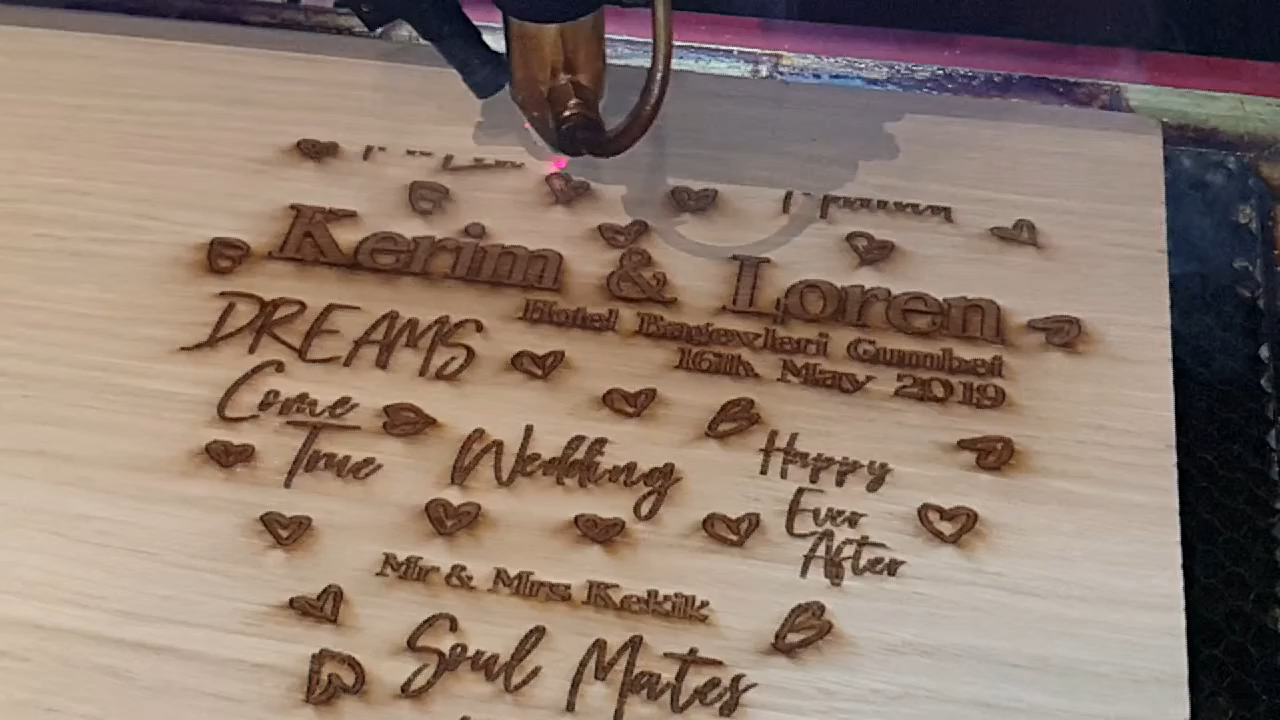 Kerim & Loren
Hotel Bagevleri Gumbet
16th May 2019
DREAMS
Come
True
Wedding
Happy
Ever
After
Mr & Mrs Kekik
Soul Mates